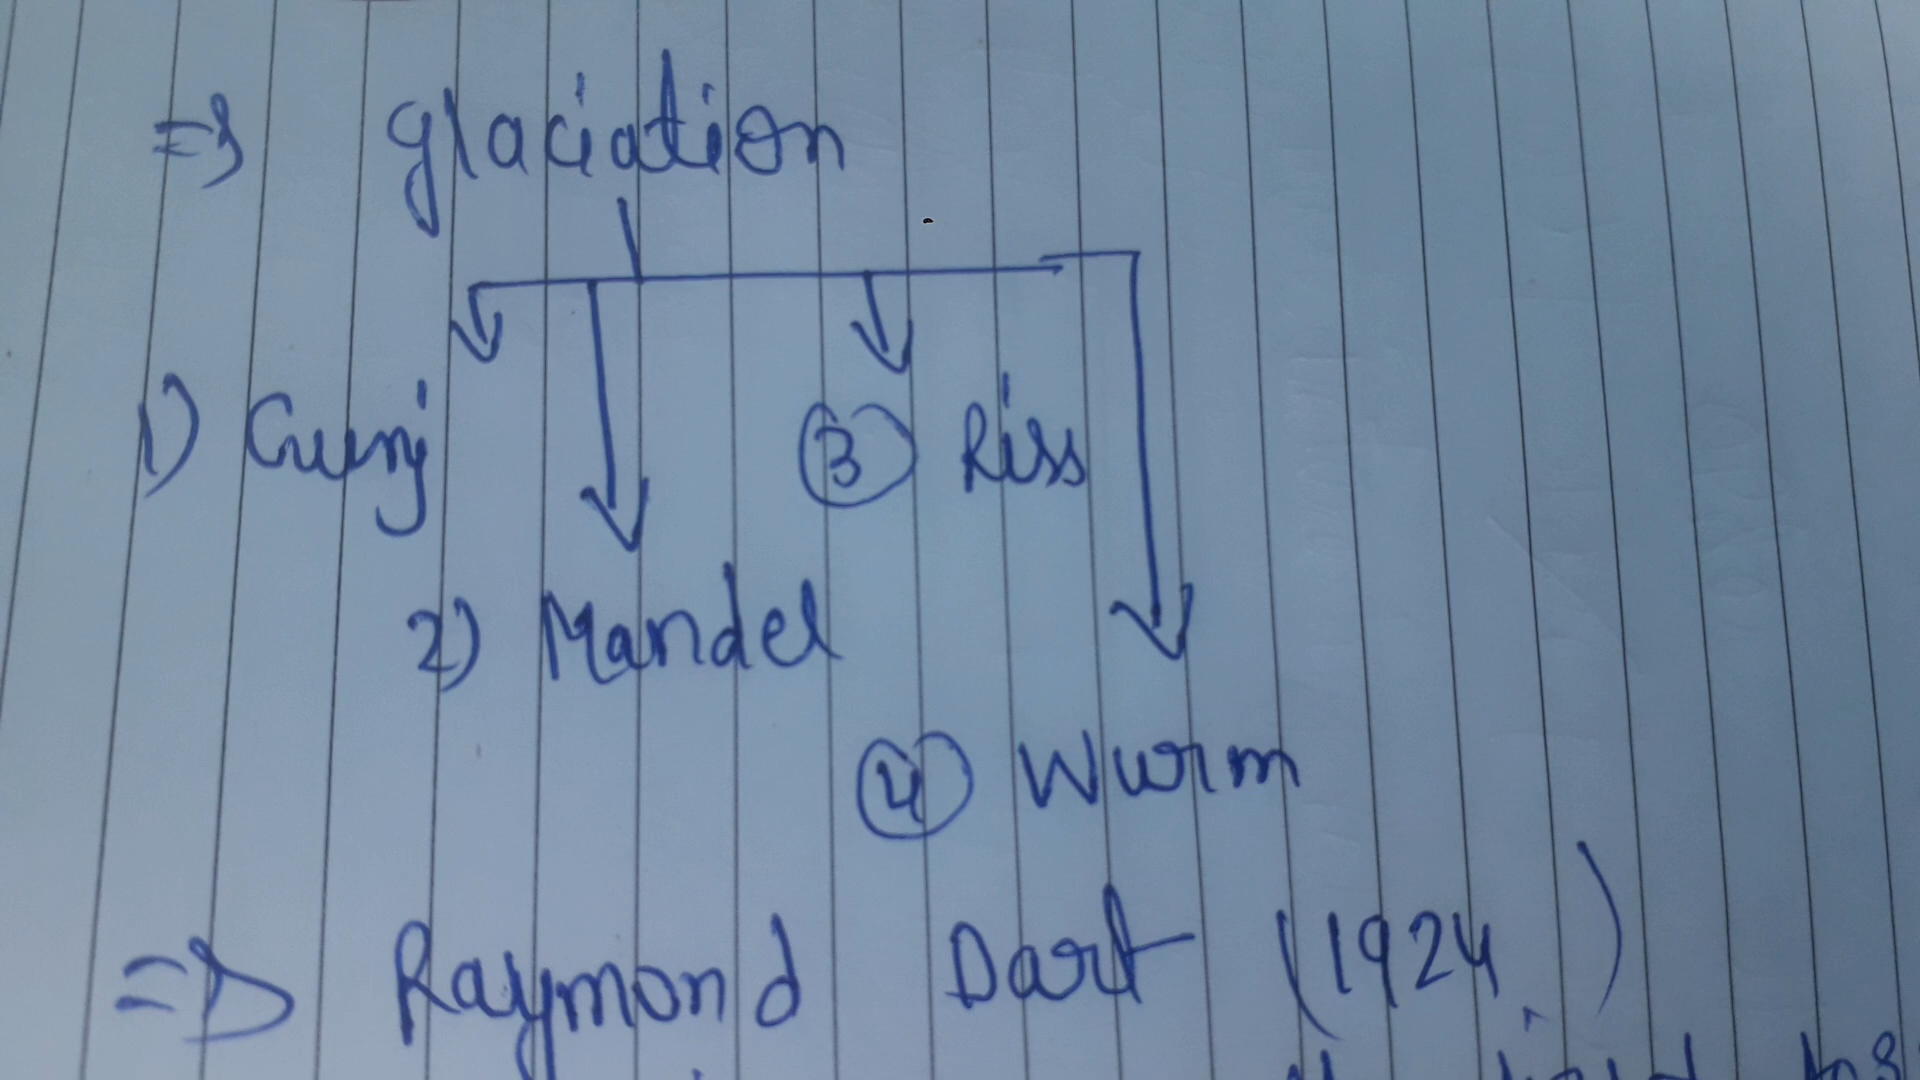 => glaciation
1) Gunj
③ Riss
2) Mandel
④ Wurm
=> Raymond Dart (1924)